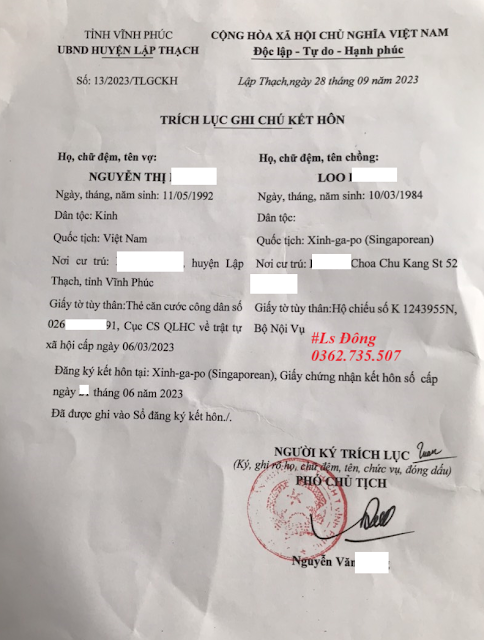 TỈNH VĨNH PHÚC
UBND HUYỆN LẬP THẠCH
CỘNG HÒA XÃ HỘI CHỦ NGHĨA VIỆT NAM
Độc lập - Tự do - Hạnh phúc
Số: 13/2023/TLGCKH
Lập Thạch,ngày 28 tháng 09 năm 2023
TRÍCH LỤC GHI CHÚ KẾT HÔN
Họ, chữ đệm, tên vợ:
NGUYỄN THỊ
Ngày, tháng, năm sinh: 11/05/1992
Dân tộc: Kinh
Quốc tịch: Việt Nam
Nơi cư trú: , huyện Lập
Thạch, tỉnh Vĩnh Phúc
Giấy tờ tùy thân:Thẻ căn cước công dân số
026 91, Cục CS QLHC về trật tự
xã hội cấp ngày 06/03/2023
Họ, chữ đệm, tên chồng:
LOO
Ngày, tháng, năm sinh: 10/03/1984
Dân tộc:
Quốc tịch: Xinh-ga-po (Singaporean)
Nơi cư trú: Choa Chu Kang St 52
Giấy tờ tùy thân:Hộ chiếu số K 1243955N,
Bộ Nội Vụ
#Ls Đông
0362.735.507
Đăng ký kết hôn tại: Xinh-ga-po (Singaporean), Giấy chứng nhận kết hôn số cấp
ngày tháng 06 năm 2023
Đã được ghi vào Sổ đăng ký kết hôn./.
NGƯỜI KÝ TRÍCH LỤC
(Ký, ghi rõ họ, chữ đệm, tên, chức vụ, đóng dấu)
PHÓ CHỦ TỊCH
Nguyễn Văn